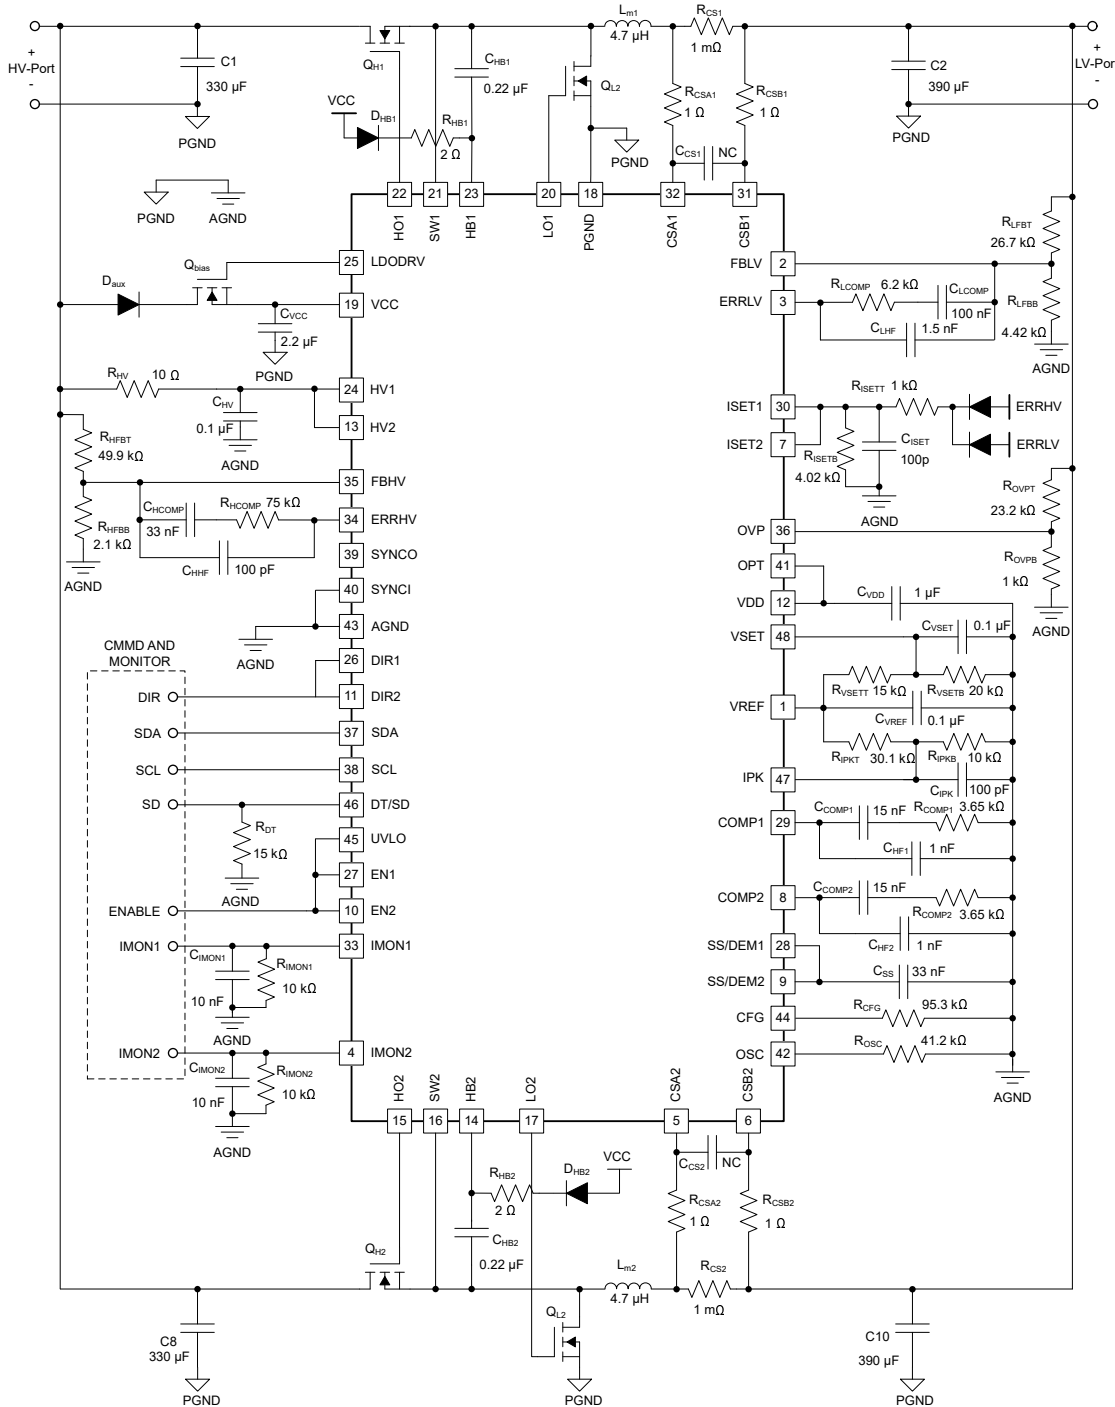 +
HV-Port
-
C1
330 µF
PGND
QH1
CHB1
0.22 µF
VCC
DHB1
RHB1
2 Ω
QL2
PGND
Lm1
4.7 µH
RCS1
1 mΩ
RCSA1
1 Ω
RCSB1
1 Ω
CCS1
NC
C2
390 µF
PGND
+
LV-Por
-
PGND
AGND
22
21
23
20
18
32
31
HO1
SW1
HB1
LO1
PGND
CSA1
CSB1
Daux
Qbias
25
LDODRV
19
VCC
CVCC
2.2 µF
PGND
RHV
10 Ω
CHV
0.1 µF
AGND
24
HV1
13
HV2
RHFBT
49.9 kΩ
35
FBHV
CHCOMP
33 nF
RHCOMP
75 kΩ
34
ERRHV
RHFBB
2.1 kΩ
AGND
CHHF
100 pF
39
SYNCO
40
SYNCI
43
AGND
AGND
CMMD AND
MONITOR
26
DIR1
DIR
11
DIR2
SDA
37
SDA
SCL
38
SCL
SD
46
DT/SD
RDT
15 kΩ
AGND
45
UVLO
27
EN1
ENABLE
10
EN2
IMON1
33
IMON1
CIMON1
10 nF
RIMON1
10 kΩ
AGND
IMON2
4
IMON2
CIMON2
10 nF
RIMON2
10 kΩ
AGND
FBLV
2
RLFBT
26.7 kΩ
ERRLV
3
RLCOMP
6.2 kΩ
CLCOMP
100 nF
CLHF
1.5 nF
RLFBB
4.42 kΩ
AGND
ISET1
30
RISETT
1 kΩ
ERRHV
ISET2
7
RISETB
4.02 kΩ
CISET
100p
ERRLV
AGND
ROVPT
23.2 kΩ
OVP
36
ROVPB
1 kΩ
AGND
OPT
41
VDD
12
CVDD
1 µF
VSET
48
CVSET
0.1 µF
RVSETT
15 kΩ
RVSETB
20 kΩ
VREF
1
CVREF
0.1 µF
RIPKT
30.1 kΩ
RIPKB
10 kΩ
IPK
47
CIPK
100 pF
COMP1
29
CCOMP1
15 nF
RCOMP1
3.65 kΩ
CHF1
1 nF
COMP2
8
CCOMP2
15 nF
RCOMP2
3.65 kΩ
CHF2
1 nF
SS/DEM1
28
SS/DEM2
9
CSS
33 nF
CFG
44
RCFG
95.3 kΩ
OSC
42
ROSC
41.2 kΩ
AGND
HO2
SW2
HB2
LO2
CSA2
CSB2
15
16
14
17
5
6
RHB2
2 Ω
DHB2
VCC
CHB2
0.22 µF
CCS2
NC
RCSA2
1 Ω
RCSB2
1 Ω
QH2
Lm2
4.7 µH
RCS2
1 mΩ
QL2
PGND
C8
330 µF
PGND
C10
390 µF
PGND